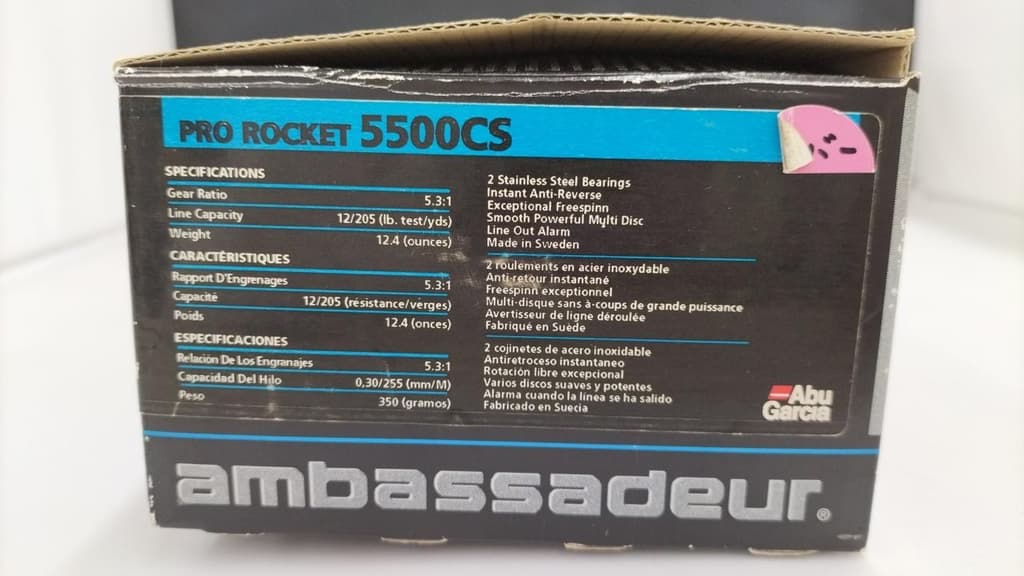 PRO ROCKET 5500CS
SPECIFICATIONS
Gear Ratio 5.3:1
Line Capacity 12/205 (lb. test/yds)
Weight 12.4 (ounces)
CARACTÉRISTIQUES
Rapport D'Engrenages 5.3:1
Capacité 12/205 (résistance/verges)
Poids 12.4 (onces)
ESPECIFICACIONES
Relación De Los Engranajes 5.3:1
Capacidad Del Hilo 0,30/255 (mm/M)
Peso 350 (gramos)
2 Stainless Steel Bearings
Instant Anti-Reverse
Exceptional Freespinn
Smooth Powerful Multi Disc
Line Out Alarm
Made in Sweden
2 roulements en acier inoxydable
Anti-retour instantané
Freespinn exceptionnel
Multi-disque sans à-coups de grande puissance
Avertisseur de ligne déroulée
Fabriqué en Suède
2 cojinetes de acero inoxidable
Antiretroceso instantaneo
Rotación libre excepcional
Varios discos suaves y potentes
Alarma cuando la linea se ha salido
Fabricado en Suecia
Abu
Garcia
ambassadeur®